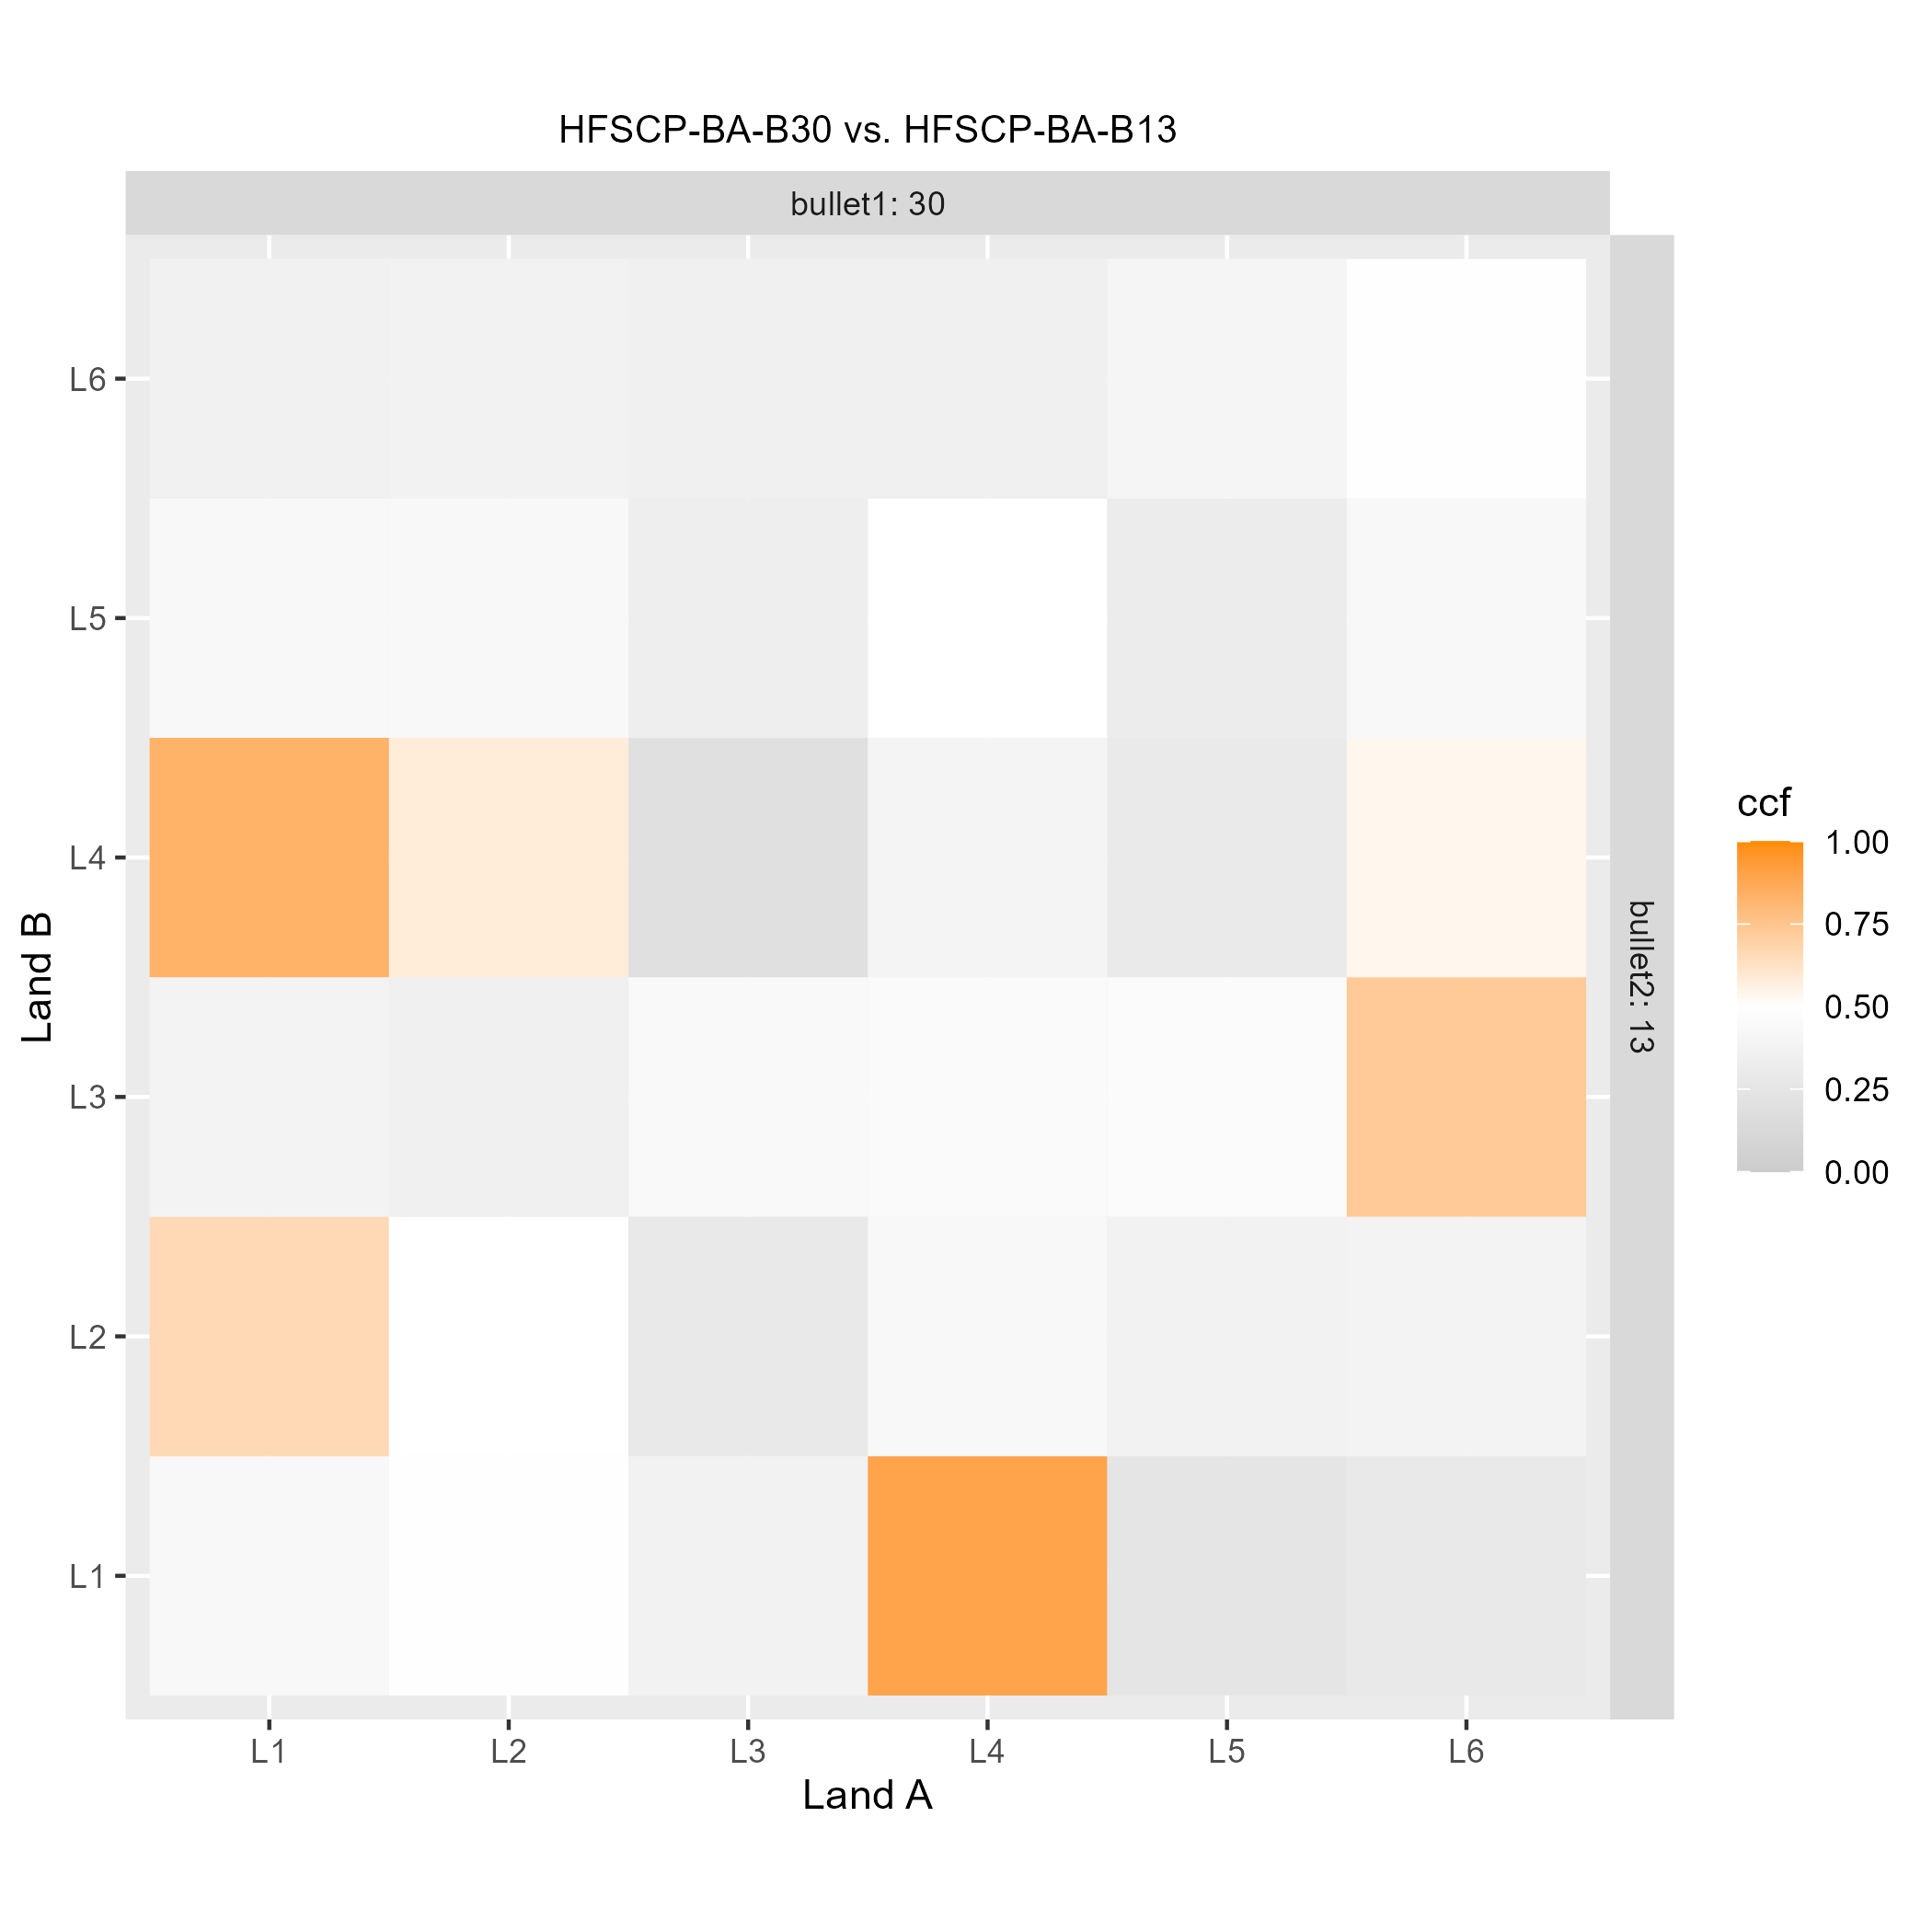 HFSCP-BA-B30 vs. HFSCP-BA-B13
bullet1: 30
L6
L5
L4
L3
L2
L1
Land B
bullet2: 13
L1 L2 L3 L4 L5 L6
Land A
ccf
1.00
0.75
0.50
0.25
0.00